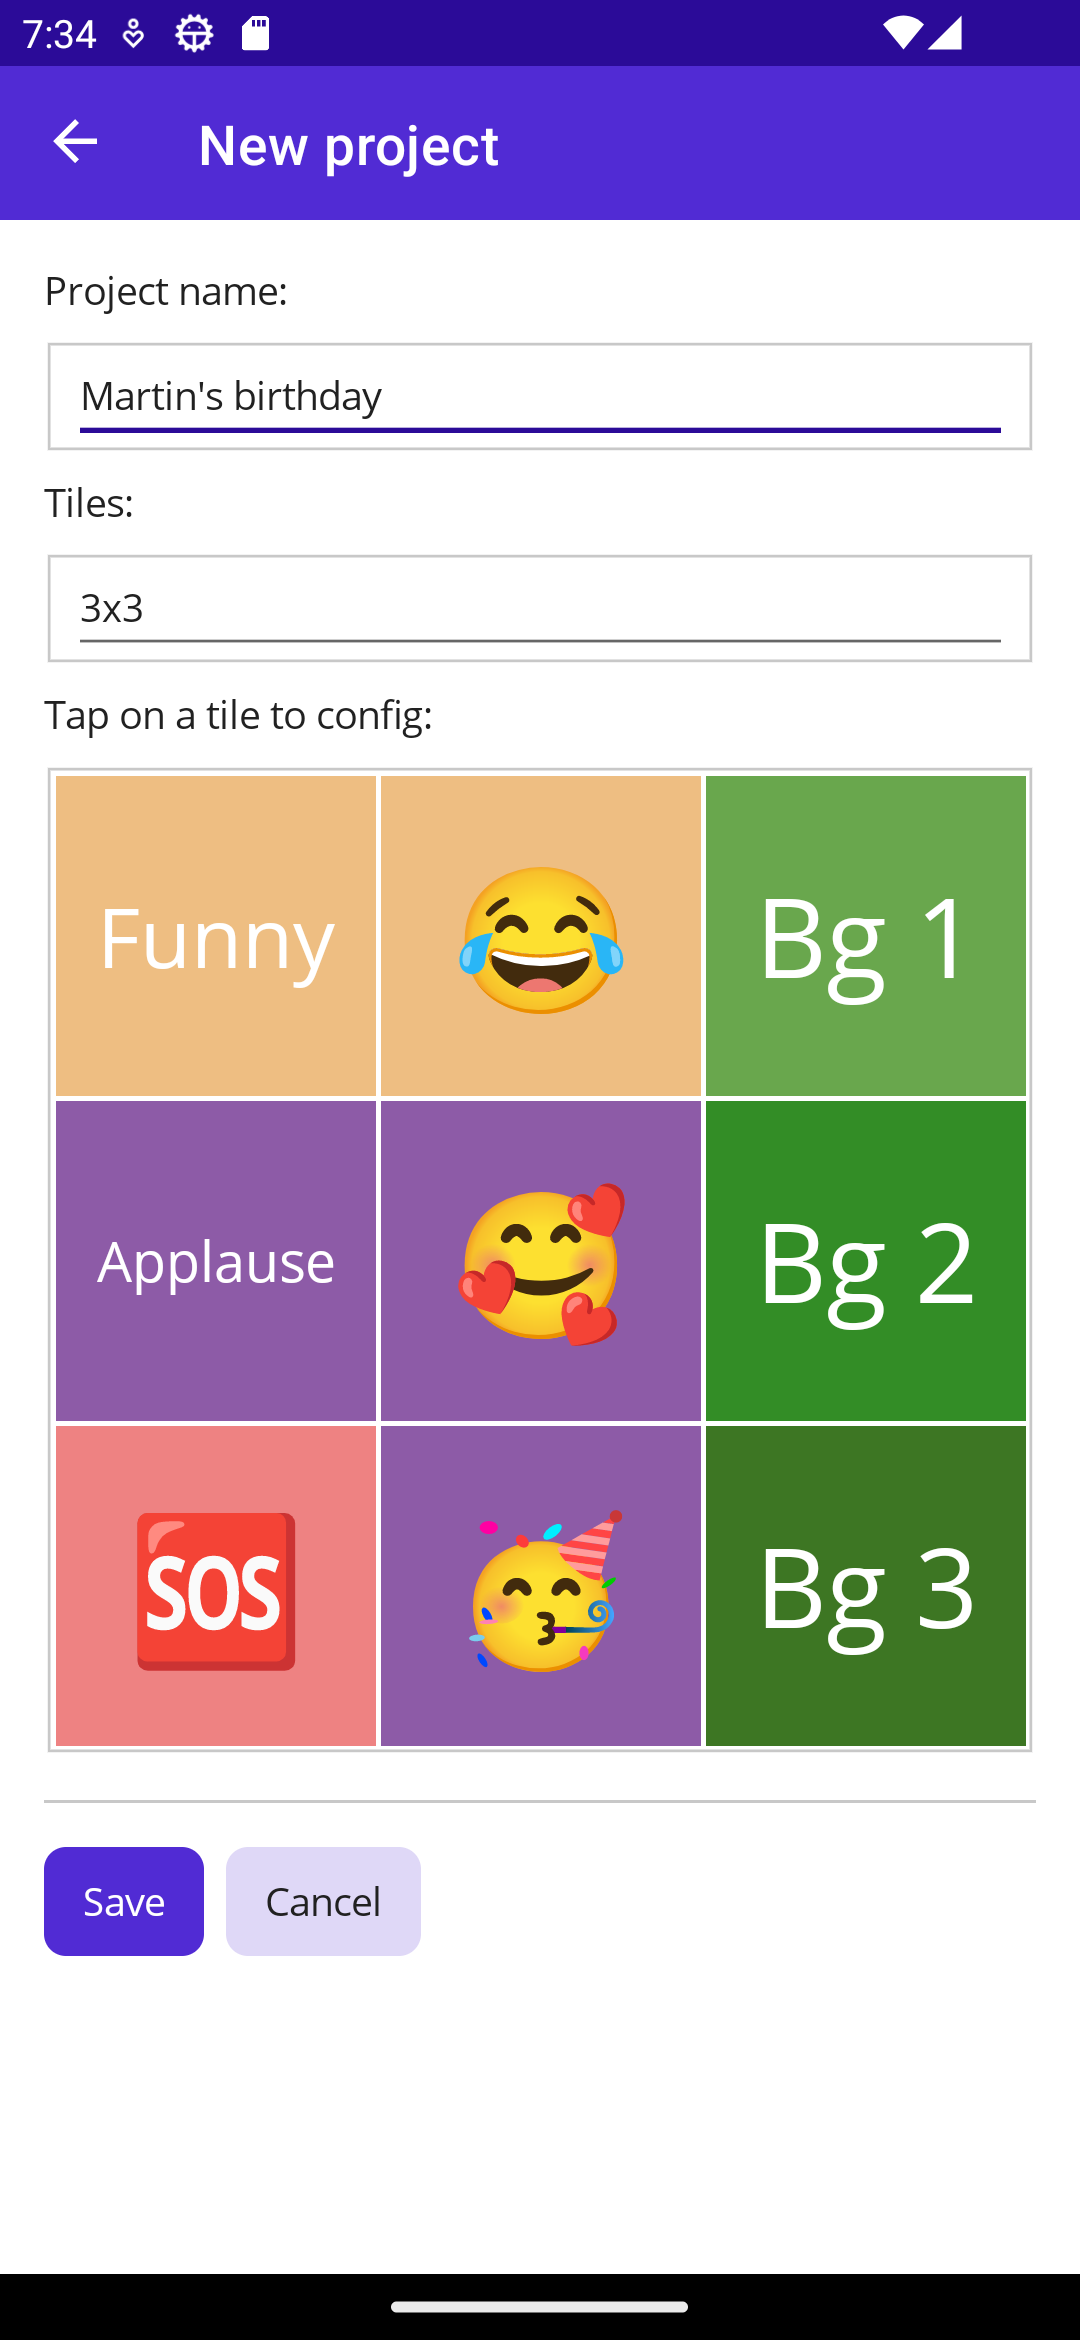 7:34
New project
Project name:
Martin's birthday
Tiles:
3x3
Tap on a tile to config:
Funny 😂 Bg 1
Applause 🥰 Bg 2
🆘 🥳 Bg 3
Save Cancel